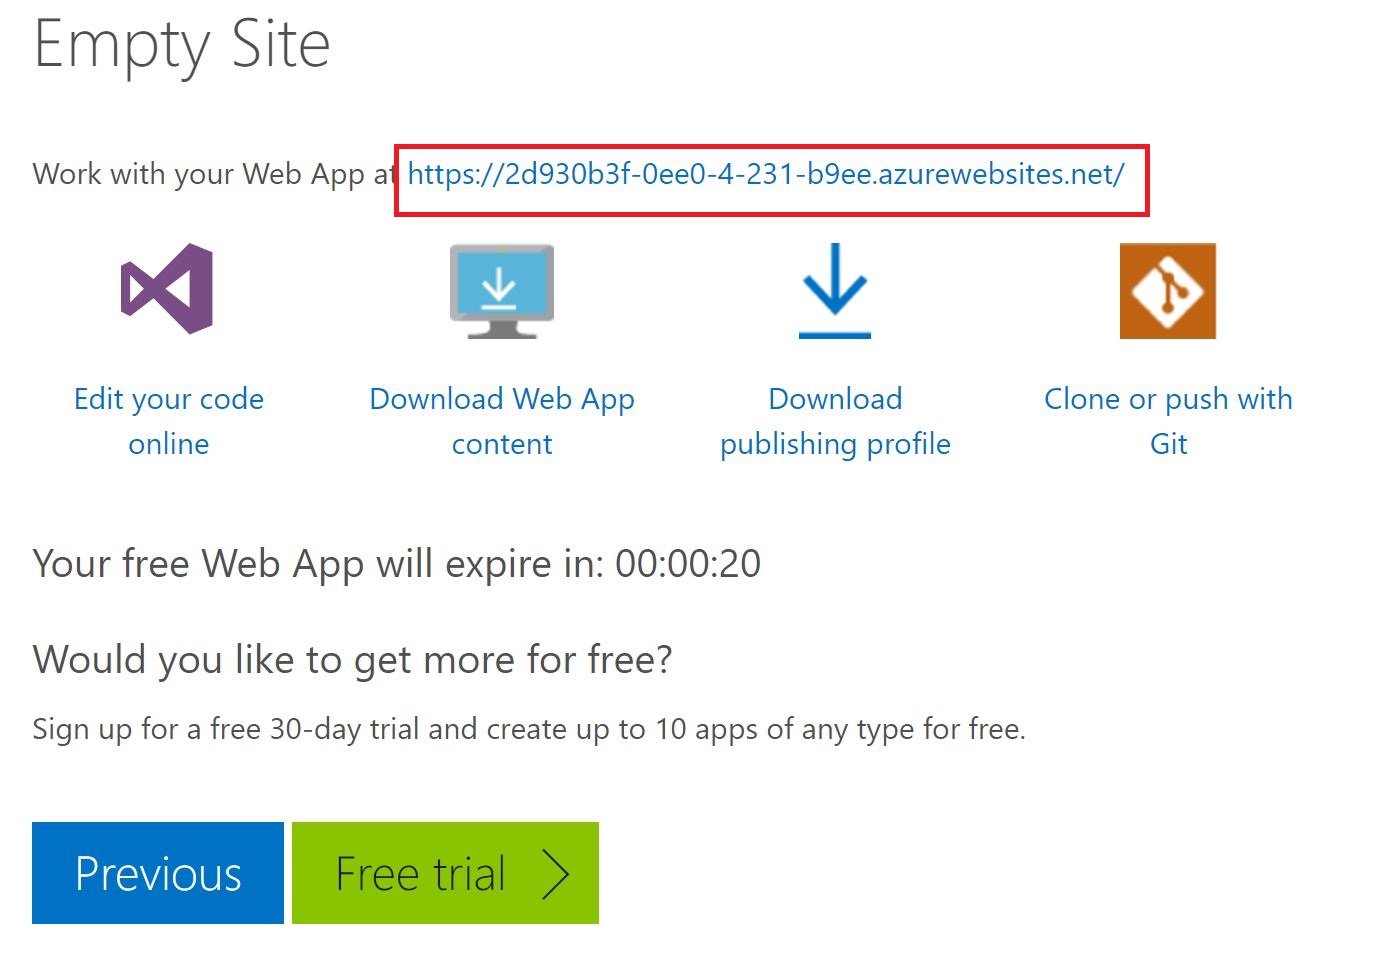 Empty Site
Work with your Web App at https://2d930b3f-0ee0-4-231-b9ee.azurewebsites.net/
Edit your code
online
Download Web App
content
Download
publishing profile
Clone or push with
Git
Your free Web App will expire in: 00:00:20
Would you like to get more for free?
Sign up for a free 30-day trial and create up to 10 apps of any type for free.
Previous
Free trial